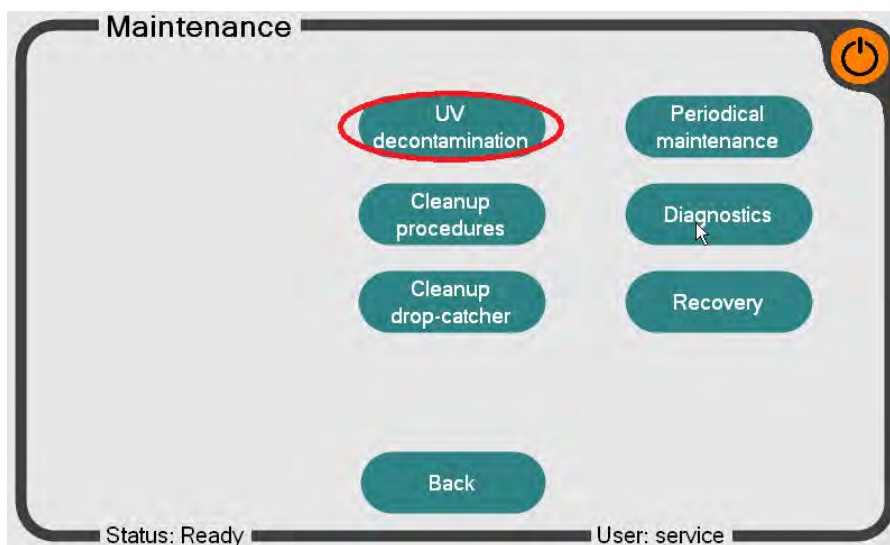 Maintenance
UV
decontamination
Periodical
maintenance
Cleanup
procedures
Diagnostics
Cleanup
drop-catcher
Recovery
Back
Status: Ready
User: service